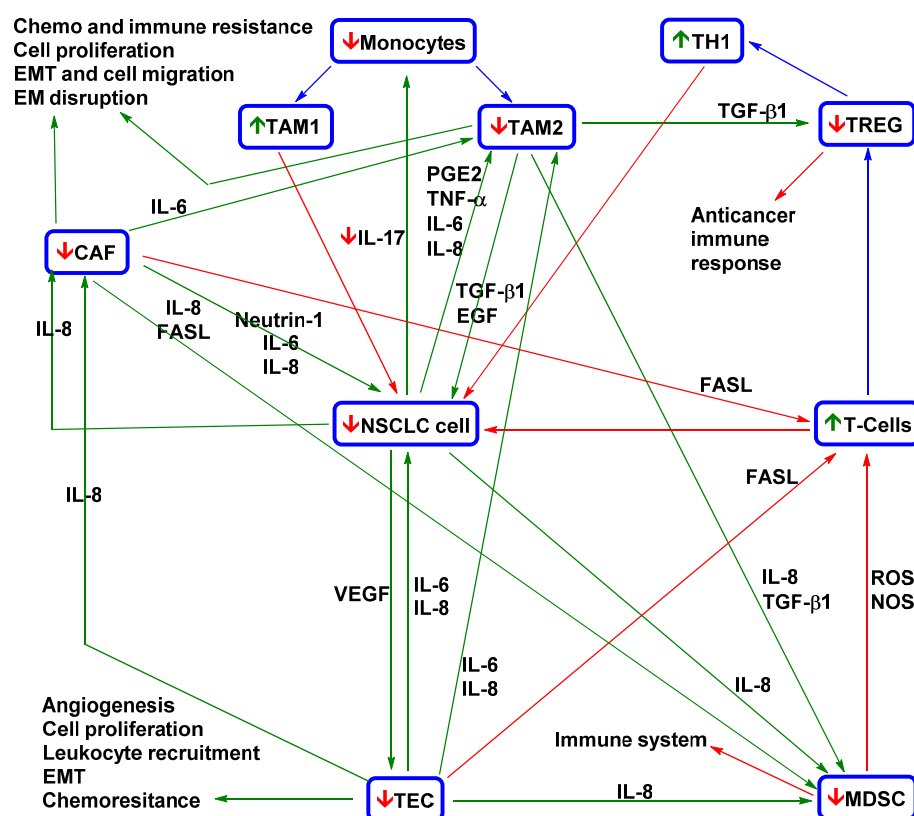 Chemo and immune resistance
Cell proliferation
EMT and cell migration
EM disruption
Monocytes
TH1
TAM1
TAM2
TGF-β1
TREG
PGE2
TNF-α
IL-6
IL-8
IL-6
Anticancer
immune
response
IL-17
CAF
IL-8
IL-8
FASL
Neutrin-1
IL-6
IL-8
TGF-β1
EGF
FASL
NSCLC cell
T-Cells
IL-8
FASL
VEGF
IL-6
IL-8
IL-8
TGF-β1
ROS
NOS
IL-6
IL-8
IL-8
Angiogenesis
Cell proliferation
Leukocyte recruitment
EMT
Chemoresitance
Immune system
TEC
IL-8
MDSC